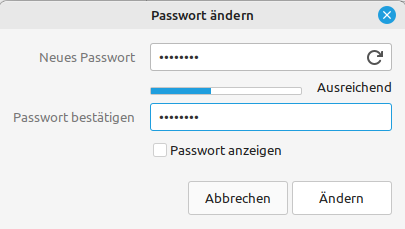 Passwort ändern
Neues Passwort ••••••••
Ausreichend
Passwort bestätigen ••••••••
Passwort anzeigen
Abbrechen Ändern